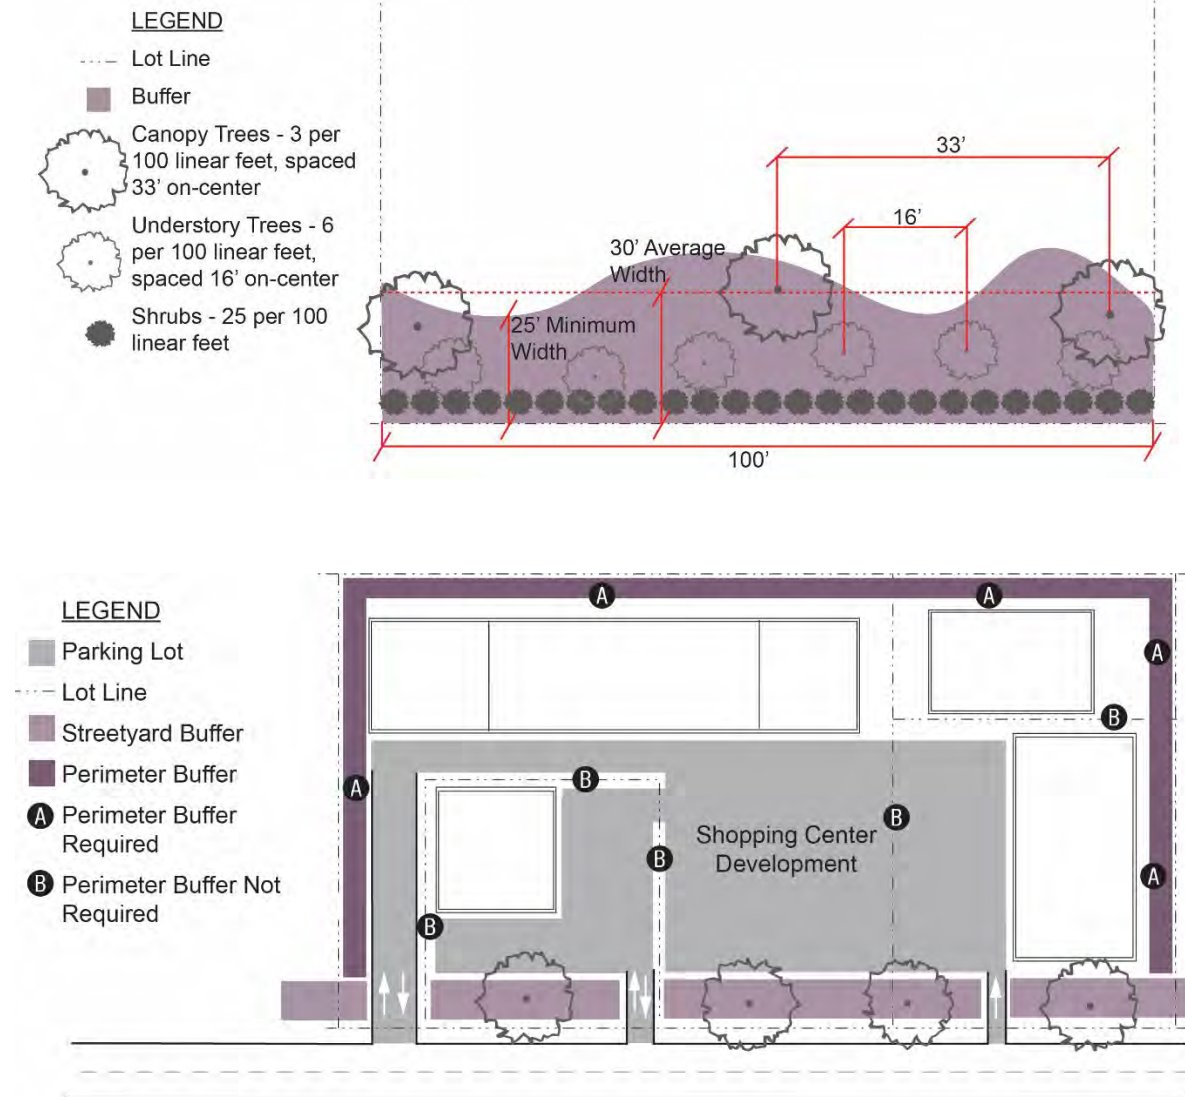 LEGEND
Lot Line
Buffer
Canopy Trees - 3 per
100 linear feet, spaced
33' on-center
Understory Trees - 6
per 100 linear feet,
spaced 16' on-center
Shrubs - 25 per 100
linear feet
33'
16'
30' Average
Width
25' Minimum
Width
100'
LEGEND
Parking Lot
Lot Line
Streetyard Buffer
Perimeter Buffer
A Perimeter Buffer
Required
B Perimeter Buffer Not
Required
A
A
A
B
A
B
B
Shopping Center
Development
B
A
B